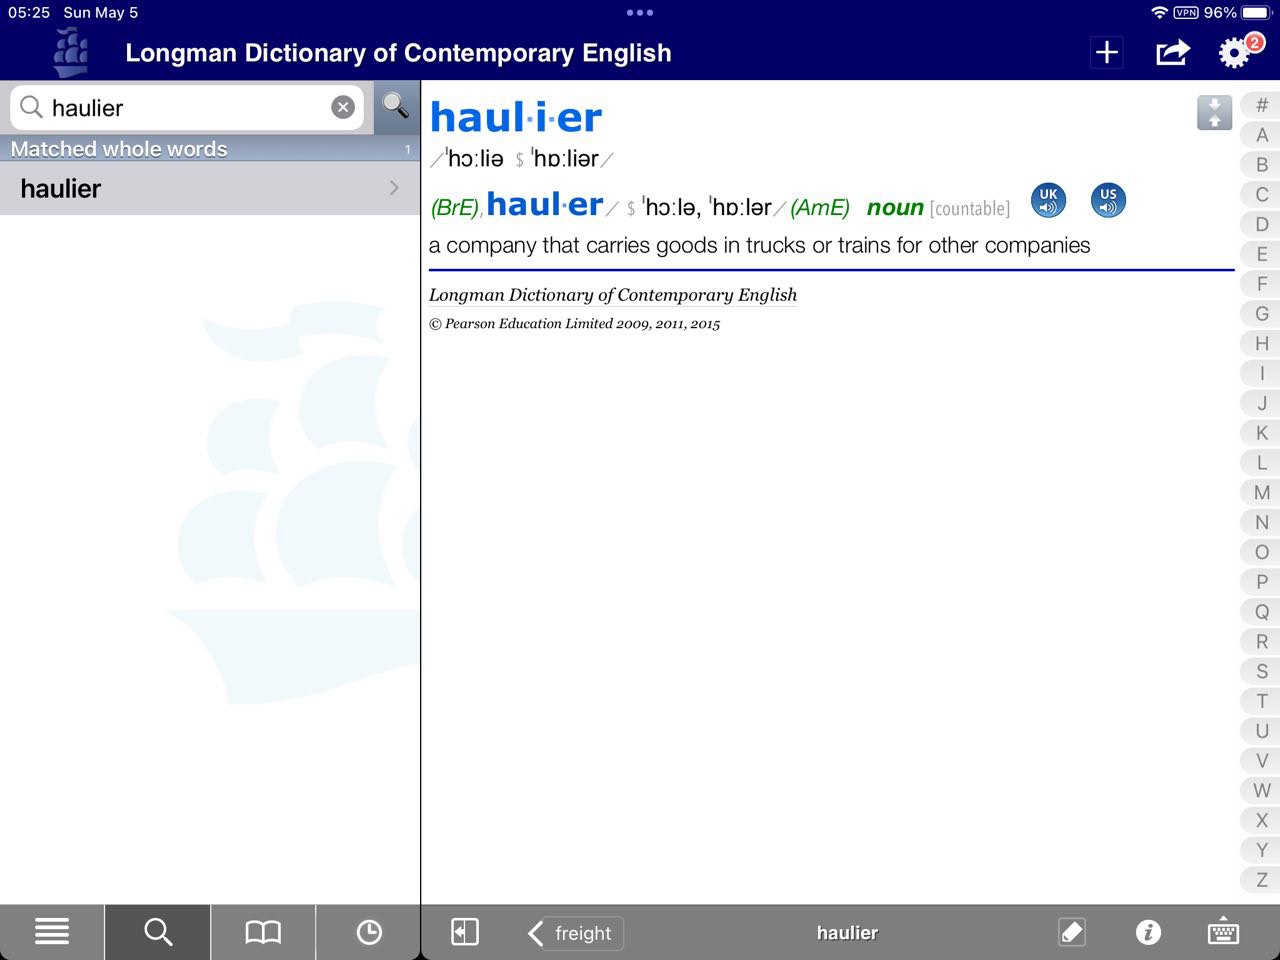 05:25 Sun May 5
VPN 96%
Longman Dictionary of Contemporary English
2
haulier
Matched whole words 1
haulier
haul·i·er
/ˈhɔːliə $ ˈhɒːliər/
(BrE), haul·er / $ ˈhɔːlə, ˈhɒːlər/ (AmE) noun [countable] UK US
a company that carries goods in trucks or trains for other companies
Longman Dictionary of Contemporary English
© Pearson Education Limited 2009, 2011, 2015
#
A
B
C
D
E
F
G
H
I
J
K
L
M
N
O
P
Q
R
S
T
U
V
W
X
Y
Z
freight
haulier